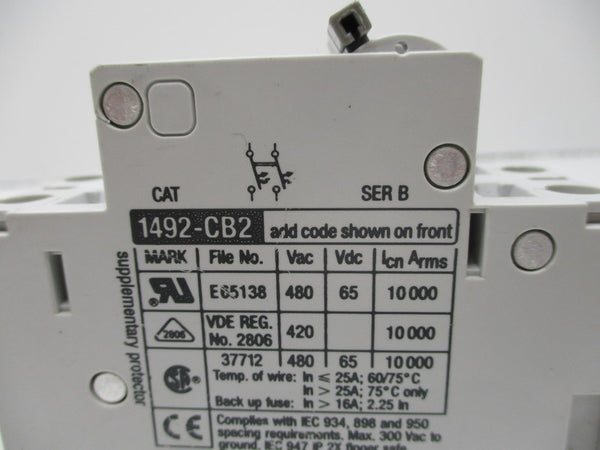 CAT SER B
1492-CB2 add code shown on front
MARK File No. Vac Vdc Icn Arms
E65138 480 65 10 000
2806 VDE REG. No. 2806 420 10 000
37712 480 65 10 000
Temp. of wire: In ≤ 25A; 60/75°C
In > 25A; 75°C only
Back up fuse: In > 16A; 2.25 In
Complies with IEC 934, 898 and 950
spacing requirements. Max. 300 Vac to
ground. IEC 947 IP 2X finger safe
supplementary protector